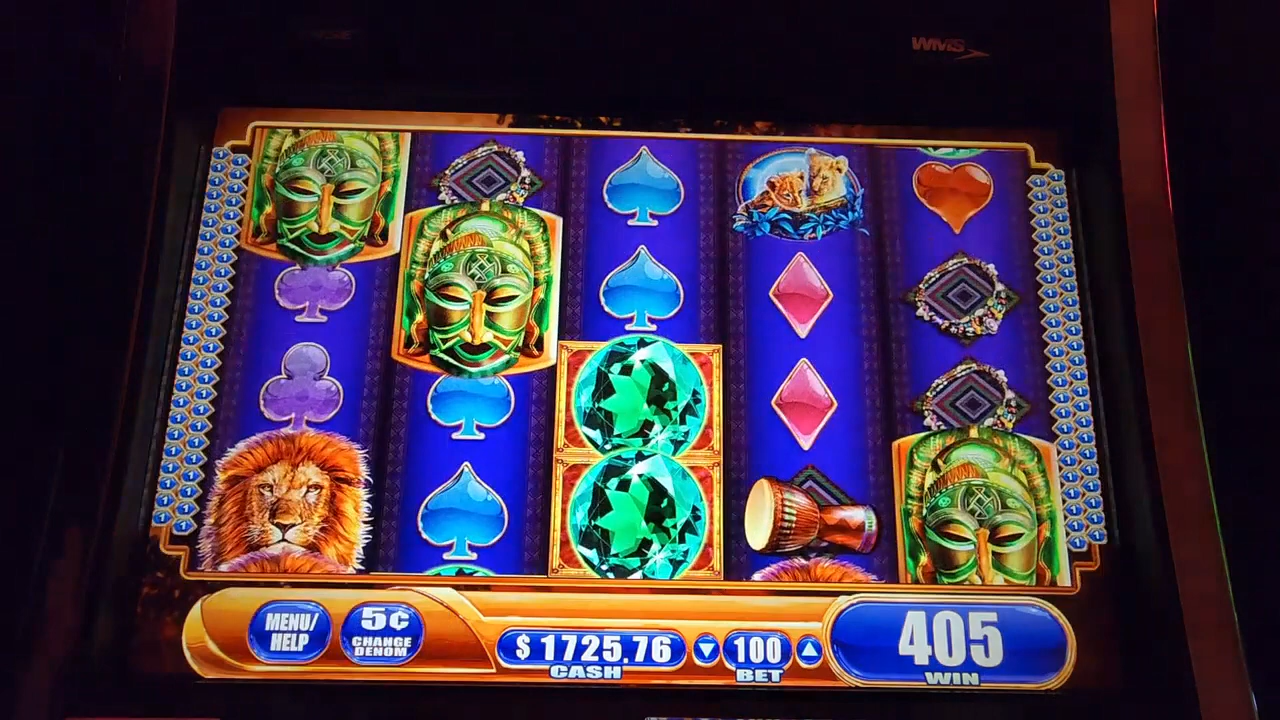 WMS
MENU/
HELP
5¢
CHANGE
DENOM
$ 1725.76
CASH
100
BET
405
WIN